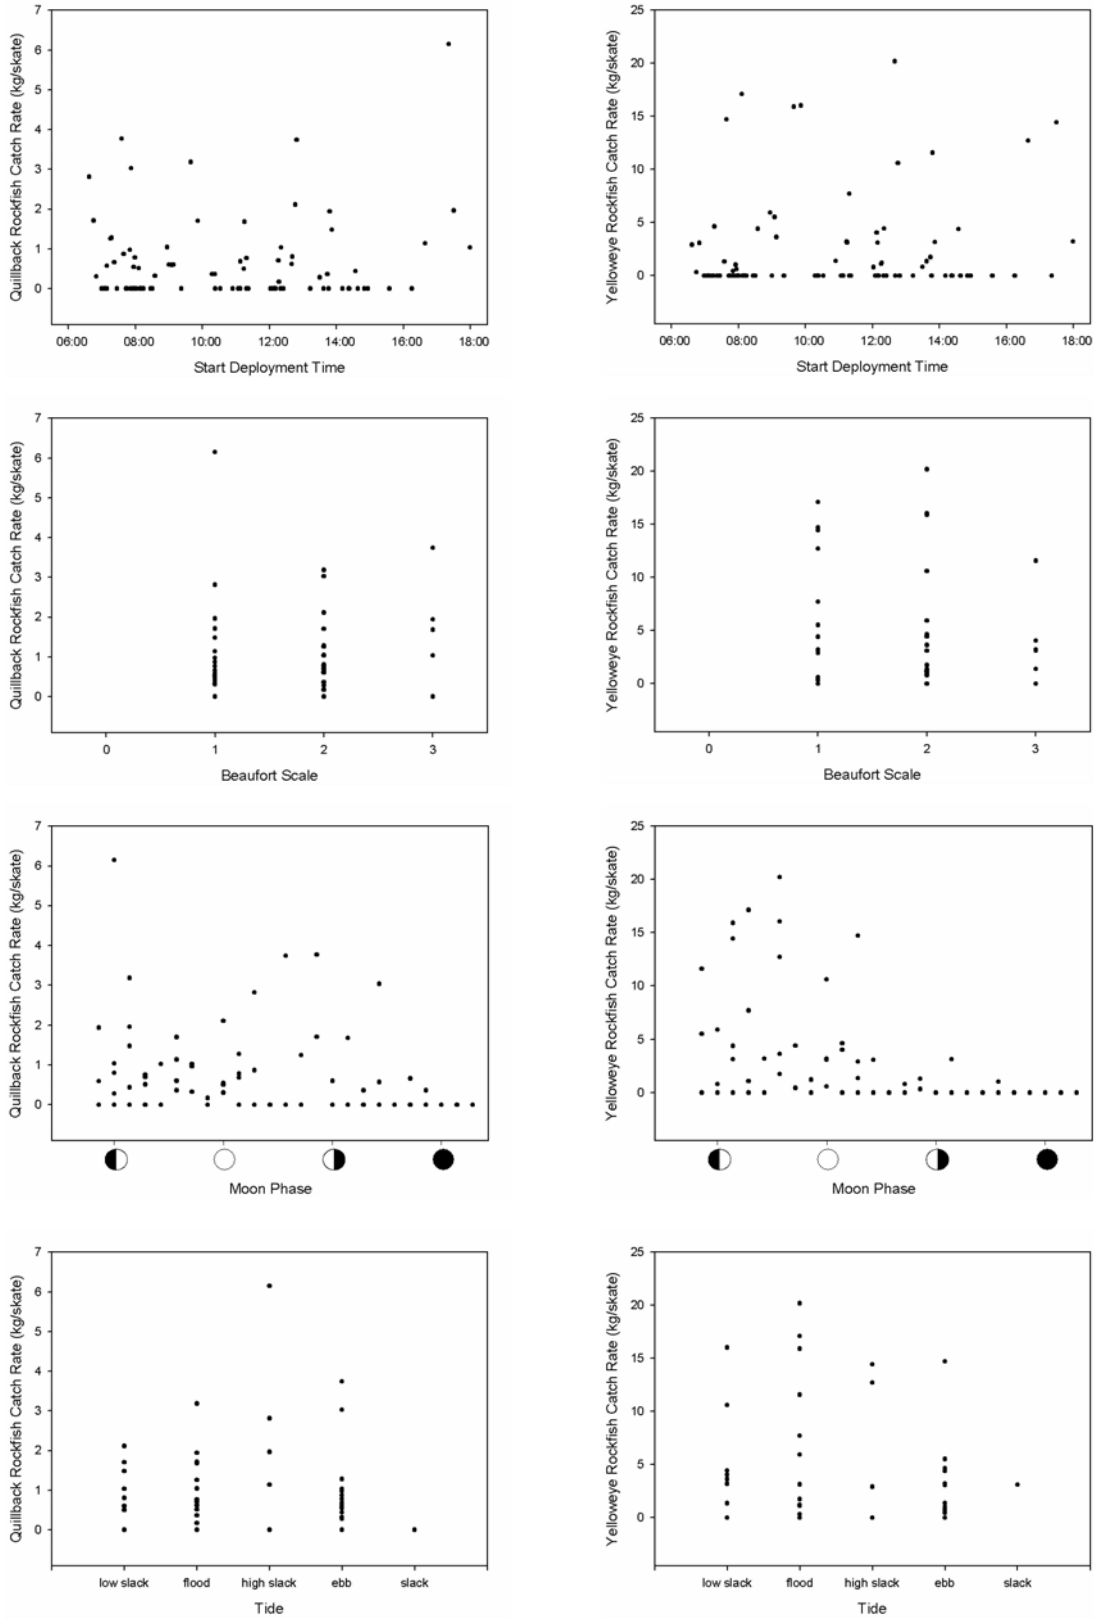 7
6
5
4
3
2
1
0
Quillback Rockfish Catch Rate (kg/skate)
06:00 08:00 10:00 12:00 14:00 16:00 18:00
Start Deployment Time
25
20
15
10
5
0
Yelloweye Rockfish Catch Rate (kg/skate)
06:00 08:00 10:00 12:00 14:00 16:00 18:00
Start Deployment Time
7
6
5
4
3
2
1
0
Quillback Rockfish Catch Rate (kg/skate)
0 1 2 3
Beaufort Scale
25
20
15
10
5
0
Yelloweye Rockfish Catch Rate (kg/skate)
0 1 2 3
Beaufort Scale
7
6
5
4
3
2
1
0
Quillback Rockfish Catch Rate (kg/skate)
Moon Phase
25
20
15
10
5
0
Yelloweye Rockfish Catch Rate (kg/skate)
Moon Phase
7
6
5
4
3
2
1
0
Quillback Rockfish Catch Rate (kg/skate)
low slack flood high slack ebb slack
Tide
25
20
15
10
5
0
Yelloweye Rockfish Catch Rate (kg/skate)
low slack flood high slack ebb slack
Tide